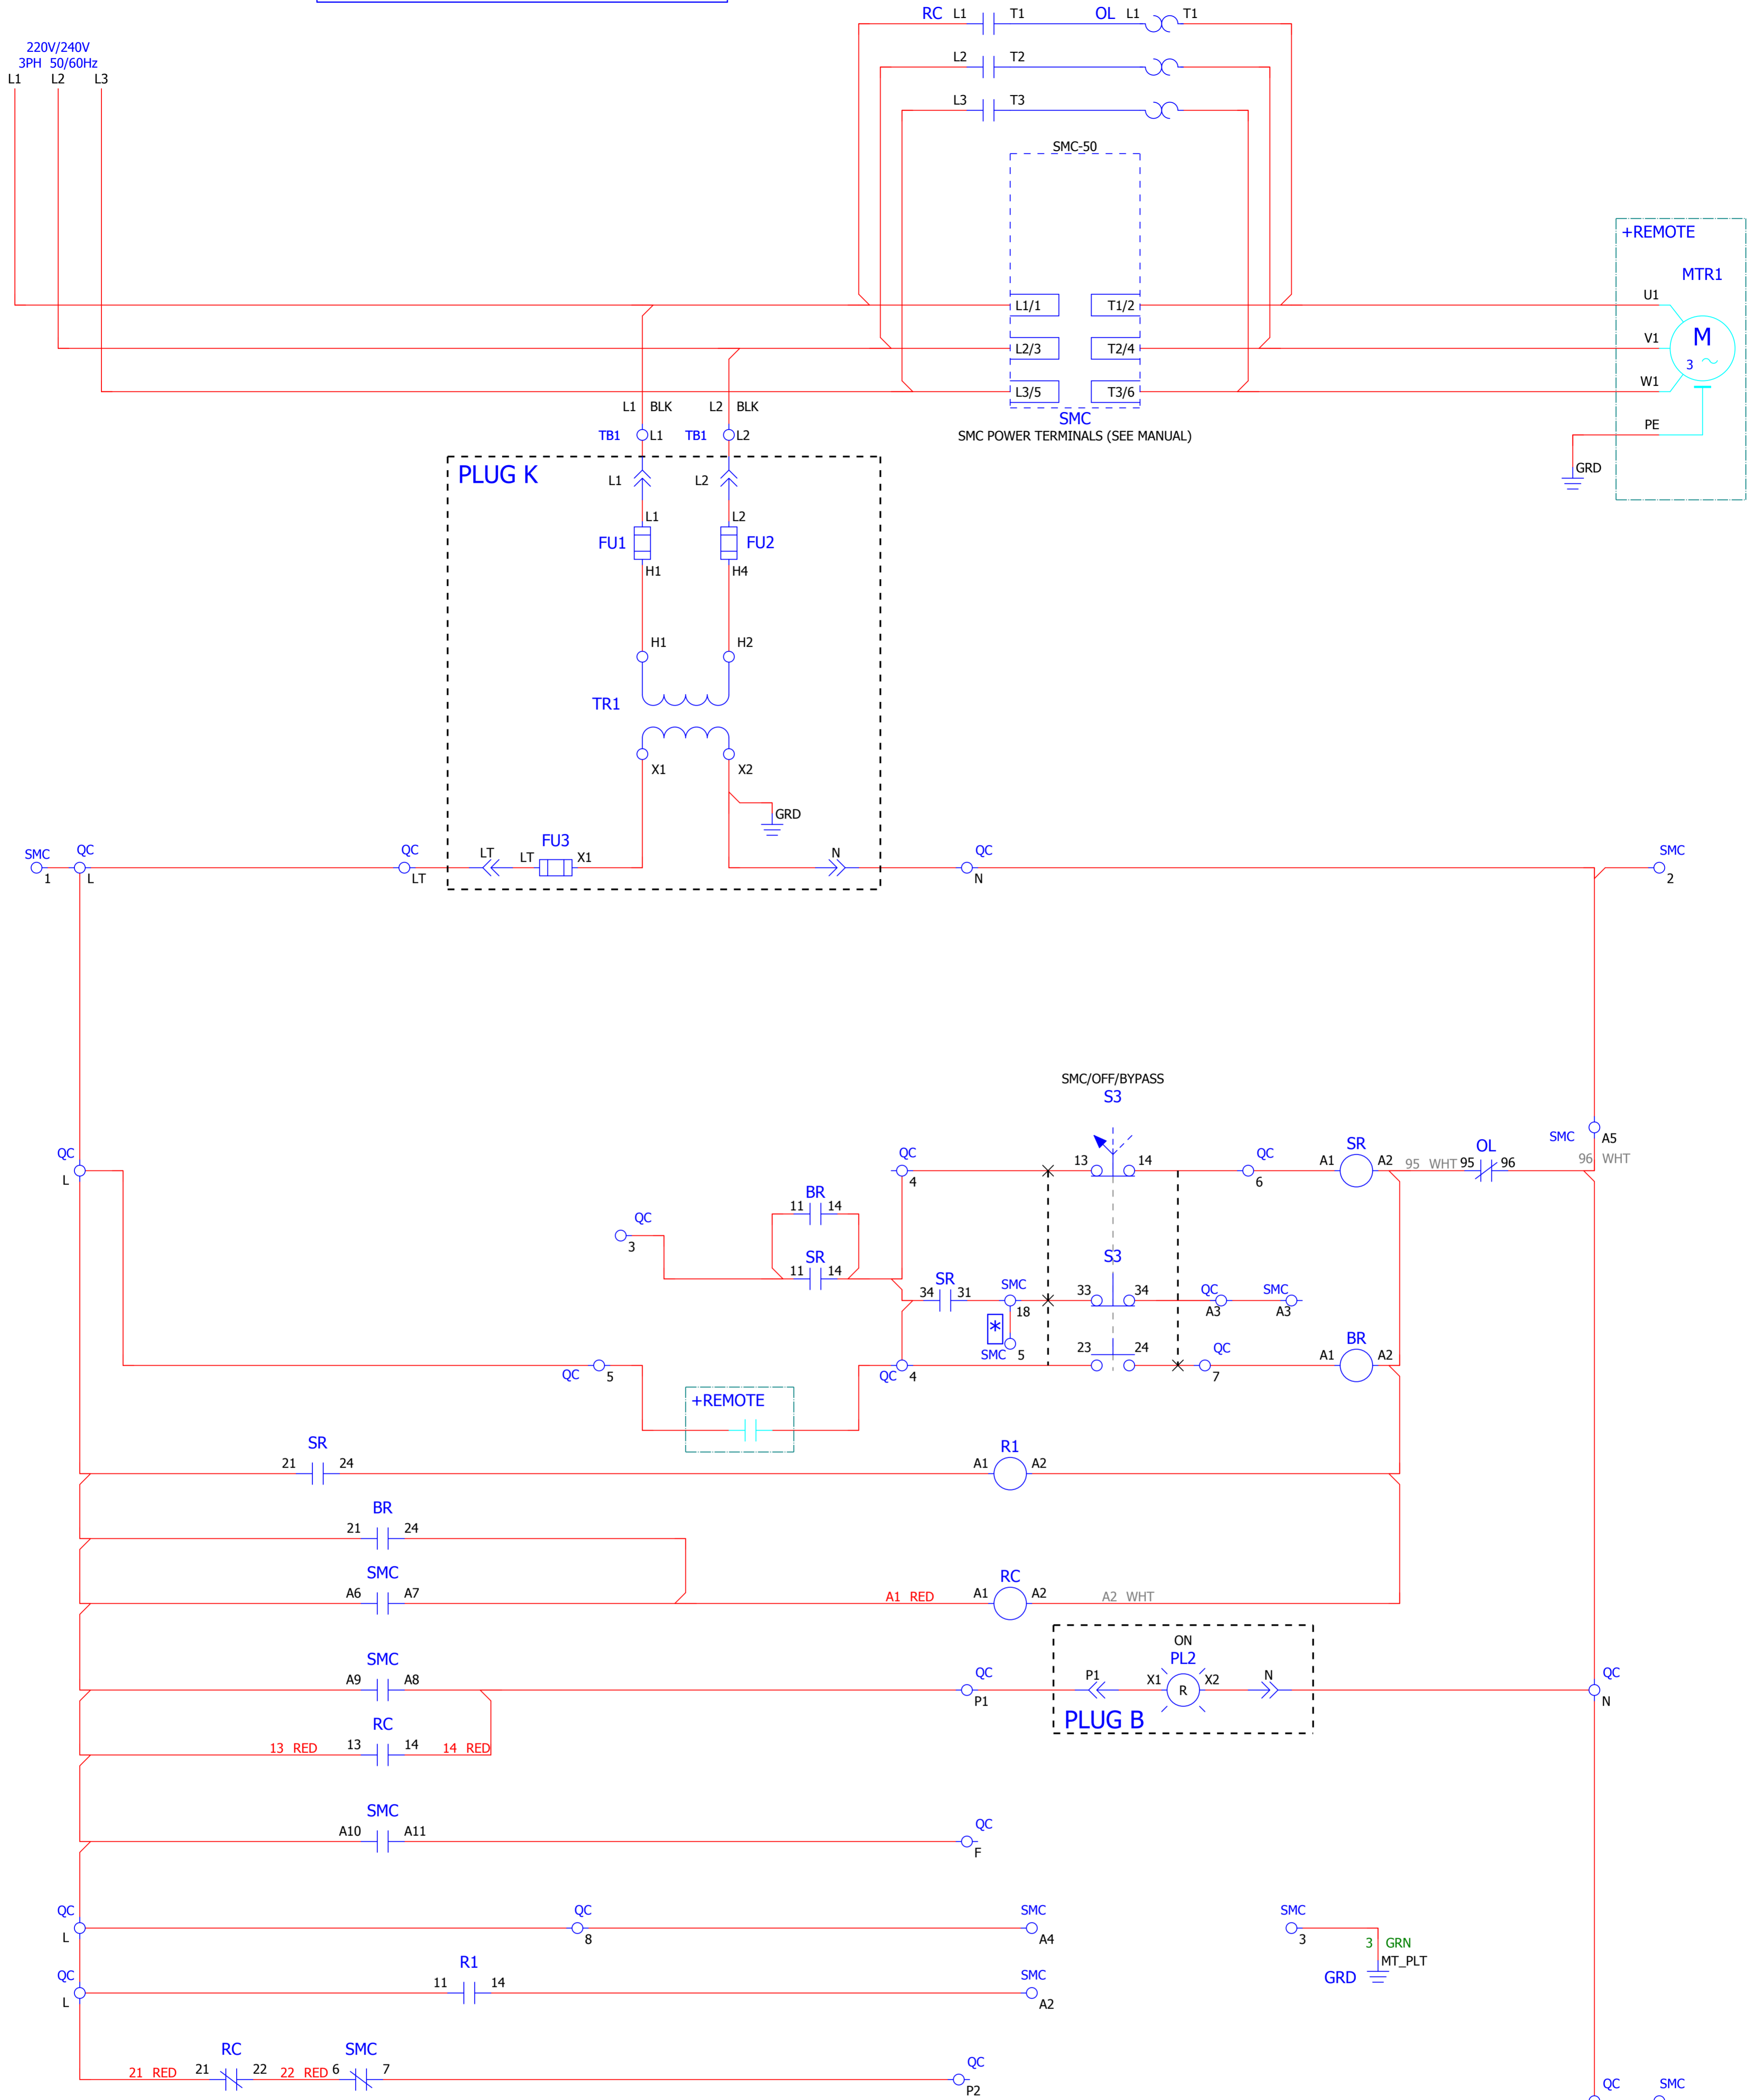 RC L1 T1 OL L1 T1
220V/240V
3PH 50/60Hz
L1 L2 L3
L2 T2
L3 T3
SMC-50
+REMOTE
MTR1
L1/1 T1/2 U1
L2/3 T2/4 V1
M
3
L3/5 T3/6 W1
L1 BLK L2 BLK
SMC
SMC POWER TERMINALS (SEE MANUAL)
PE
GRD
TB1 L1 TB1 L2
PLUG K
L1 L2
L1 L2
FU1 FU2
H1 H4
H1 H2
TR1
X1 X2
GRD
SMC QC QC FU3 QC SMC
LT LT X1 N
1 L LT N 2
SMC/OFF/BYPASS
S3
QC QC 13 14 QC SR OL SMC A5
A1 A2 95 WHT 95 96 96 WHT
L 4 6
BR
11 14
QC
3
SR S3
11 14
SR SMC QC SMC
34 31 33 34
18 A3 A3
*
SMC 5
23 24 QC BR
A1 A2
QC 5 QC 4 7
+REMOTE
SR R1
21 24 A1 A2
BR
21 24
SMC RC
A6 A7 A1 RED A1 A2 A2 WHT
ON
SMC QC PL2 QC
A9 A8 P1 X1 X2 N
R
P1 N
PLUG B
RC
13 RED 13 14 14 RED
SMC QC
A10 A11
F
QC QC SMC SMC
L 8 A4 3
3 GRN
MT_PLT
GRD
QC R1 SMC
11 14
L A2
RC SMC QC
21 RED 21 22 22 RED 6 7
P2
QC SMC